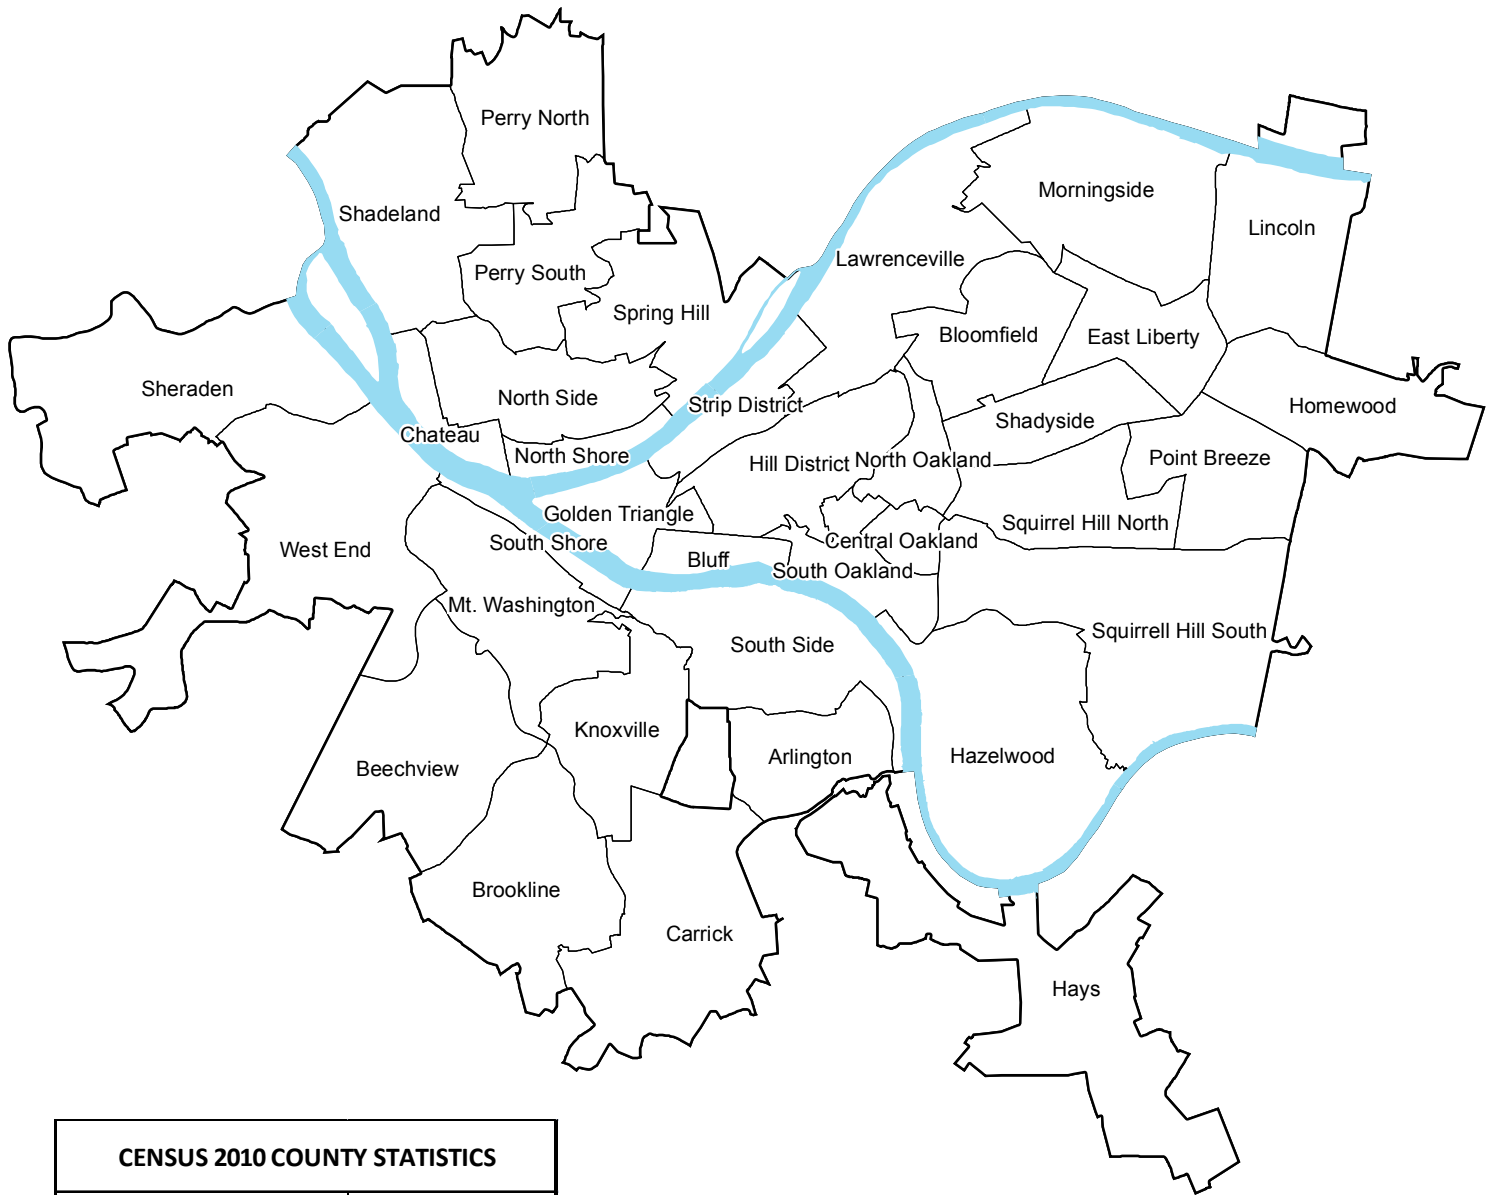 Perry North
Morningside
Shadeland
Lincoln
Lawrenceville
Perry South
Spring Hill
Bloomfield
East Liberty
Sheraden
North Side
Strip District
Homewood
Shadyside
Chateau
North Shore
Hill District
North Oakland
Point Breeze
Golden Triangle
Squirrel Hill North
South Shore
Central Oakland
West End
Bluff
South Oakland
Mt. Washington
Squirrell Hill South
South Side
Knoxville
Arlington
Hazelwood
Beechview
Brookline
Carrick
Hays
CENSUS 2010 COUNTY STATISTICS